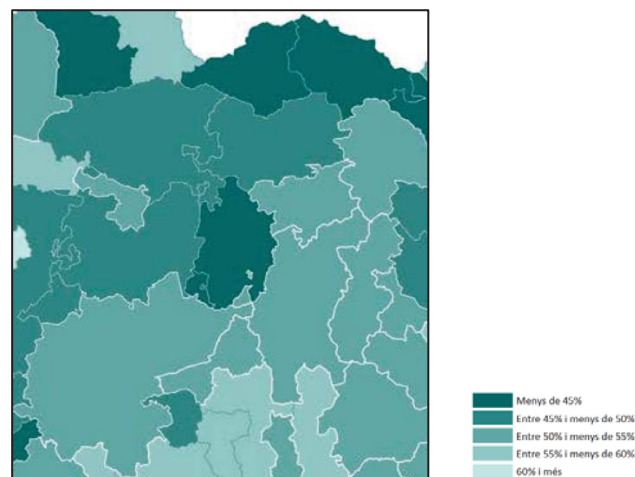 Menys de 45%
Entre 45% i menys de 50%
Entre 50% i menys de 55%
Entre 55% i menys de 60%
60% i més